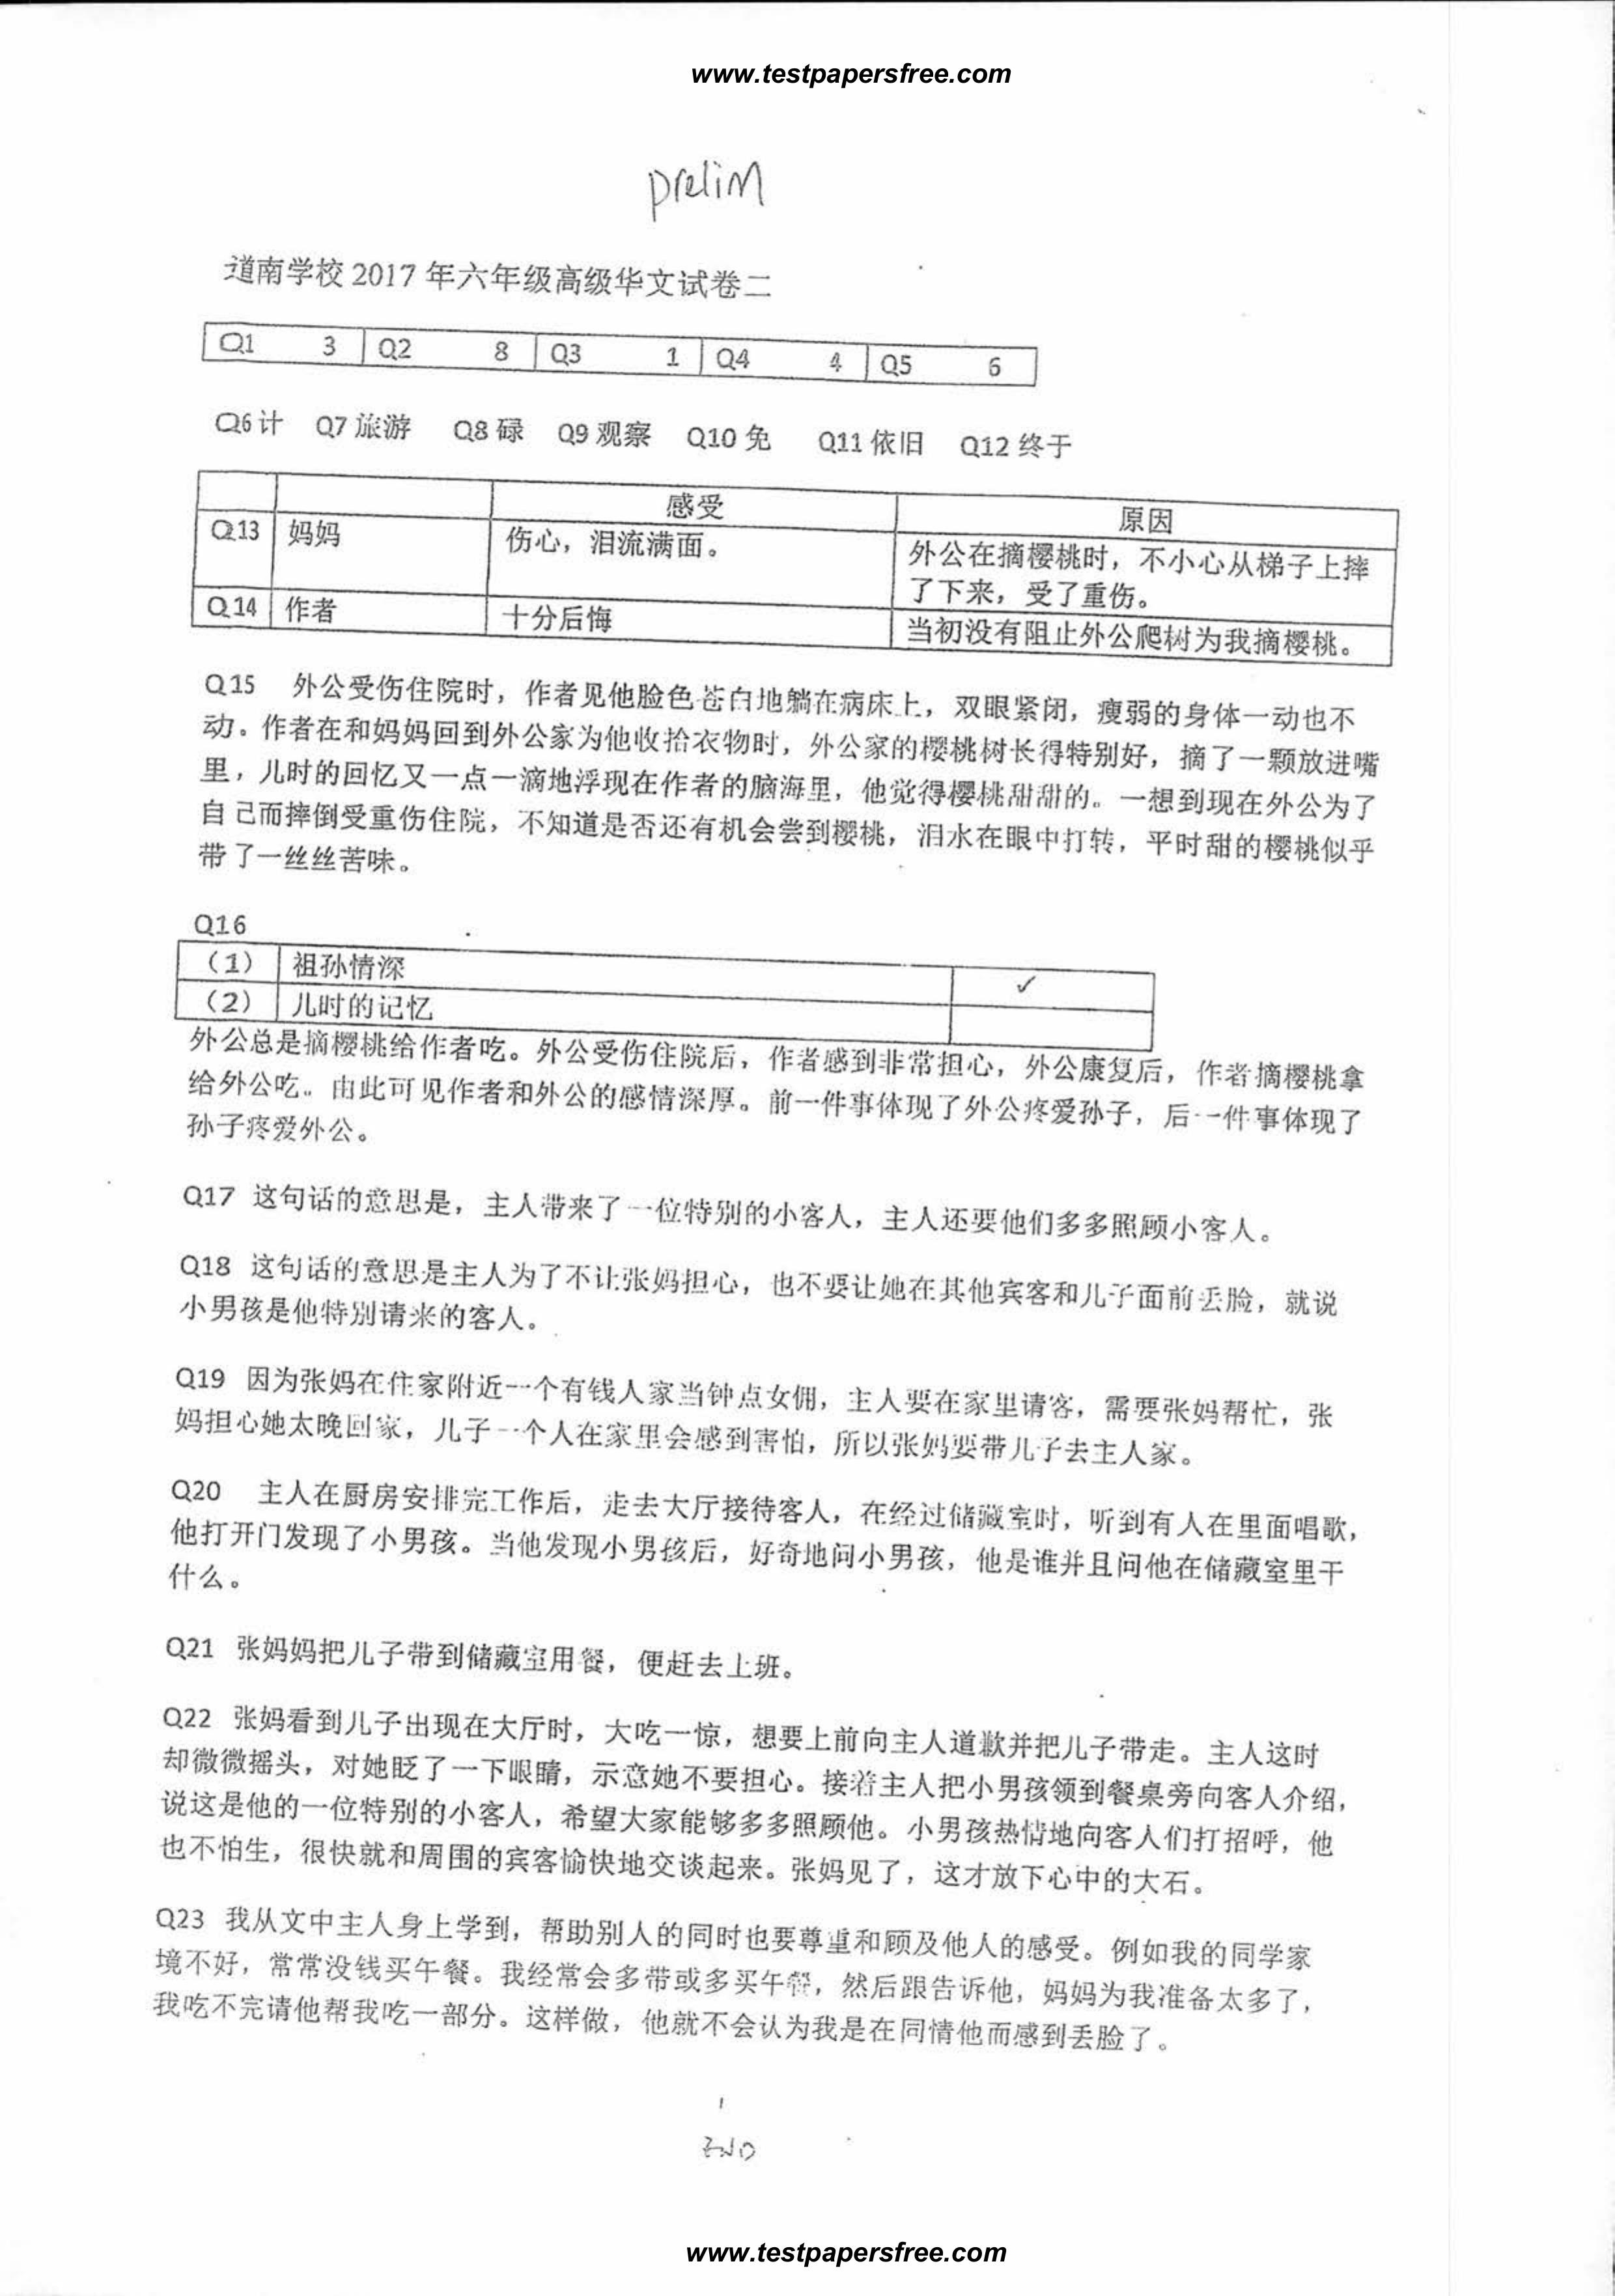 www.testpapersfree.com
prelim
道南学校 2017 年六年级高级华文试卷二
Q1 3 Q2 8 Q3 1 Q4 4 Q5 6
Q6 计 Q7 旅游 Q8 碌 Q9 观察 Q10 免 Q11 依旧 Q12 终于
感受 原因
Q13 妈妈 伤心，泪流满面。 外公在摘樱桃时，不小心从梯子上摔
了下来，受了重伤。
Q14 作者 十分后悔 当初没有阻止外公爬树为我摘樱桃。
Q15 外公受伤住院时，作者见他脸色苍白地躺在病床上，双眼紧闭，瘦弱的身体一动也不
动。作者在和妈妈回到外公家为他收拾衣物时，外公家的樱桃树长得特别好，摘了一颗放进嘴
里，儿时的回忆又一点一滴地浮现在作者的脑海里，他觉得樱桃甜甜的。一想到现在外公为了
自己而摔倒受重伤住院，不知道是否还有机会尝到樱桃，泪水在眼中打转，平时甜的樱桃似乎
带了一丝丝苦味。
Q16
（1） 祖孙情深 ✓
（2） 儿时的记忆
外公总是摘樱桃给作者吃。外公受伤住院后，作者感到非常担心，外公康复后，作者摘樱桃拿
给外公吃。由此可见作者和外公的感情深厚。前一件事体现了外公疼爱孙子，后一件事体现了
孙子疼爱外公。
Q17 这句话的意思是，主人带来了一位特别的小客人，主人还要他们多多照顾小客人。
Q18 这句话的意思是主人为了不让张妈担心，也不要让她在其他宾客和儿子面前丢脸，就说
小男孩是他特别请来的客人。
Q19 因为张妈在住家附近一个有钱人家当钟点女佣，主人要在家里请客，需要张妈帮忙，张
妈担心她太晚回家，儿子一个人在家里会感到害怕，所以张妈要带儿子去主人家。
Q20 主人在厨房安排完工作后，走去大厅接待客人，在经过储藏室时，听到有人在里面唱歌，
他打开门发现了小男孩。当他发现小男孩后，好奇地问小男孩，他是谁并且问他在储藏室里干
什么。
Q21 张妈妈把儿子带到储藏室用餐，便赶去上班。
Q22 张妈看到儿子出现在大厅时，大吃一惊，想要上前向主人道歉并把儿子带走。主人这时
却微微摇头，对她眨了一下眼睛，示意她不要担心。接着主人把小男孩领到餐桌旁向客人介绍，
说这是他的一位特别的小客人，希望大家能够多多照顾他。小男孩热情地向客人们打招呼，他
也不怕生，很快就和周围的宾客愉快地交谈起来。张妈见了，这才放下心中的大石。
Q23 我从文中主人身上学到，帮助别人的同时也要尊重和顾及他人的感受。例如我的同学家
境不好，常常没钱买午餐。我经常会多带或多买午餐，然后跟告诉他，妈妈为我准备太多了，
我吃不完请他帮我吃一部分。这样做，他就不会认为我是在同情他而感到丢脸了。
END
www.testpapersfree.com